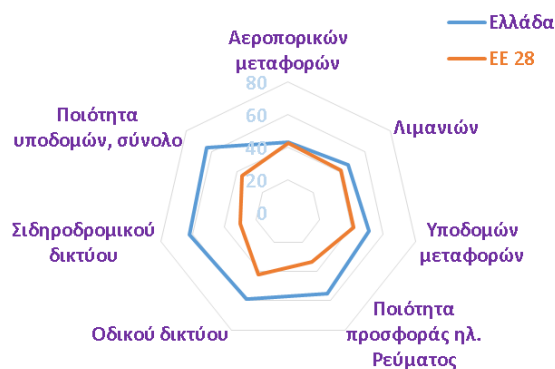 Ελλάδα
ΕΕ 28
Αεροπορικών
μεταφορών
80
60
40
20
0
Λιμανιών
Υποδομών
μεταφορών
Ποιότητα
προσφοράς ηλ.
Ρεύματος
Οδικού δικτύου
Σιδηροδρομικού
δικτύου
Ποιότητα
υποδομών, σύνολο